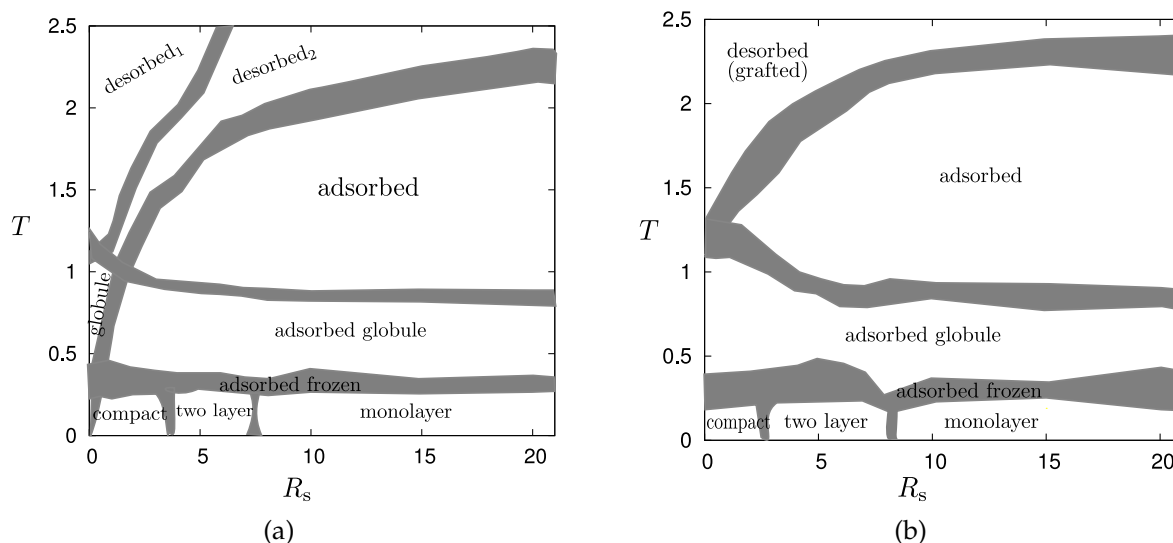 2.5
2
1.5
1
0.5
0
T
desorbed₁
desorbed₂
adsorbed
globule
adsorbed globule
adsorbed frozen
compact
two layer
monolayer
0 5 10 15 20
Rₛ
(a)
2.5
2
1.5
1
0.5
0
T
desorbed
(grafted)
adsorbed
adsorbed globule
adsorbed frozen
compact
two layer
monolayer
0 5 10 15 20
Rₛ
(b)